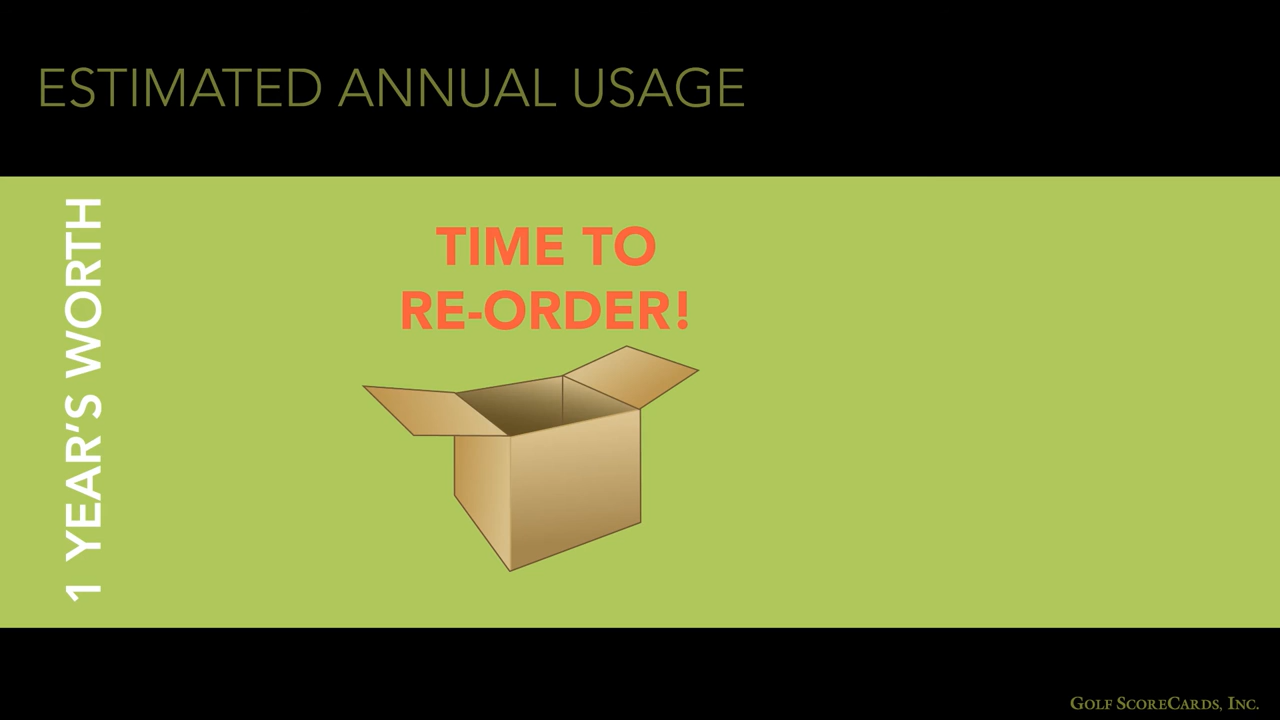 ESTIMATED ANNUAL USAGE
1 YEAR'S WORTH
TIME TO
RE-ORDER!
GOLF SCORECARDS, INC.